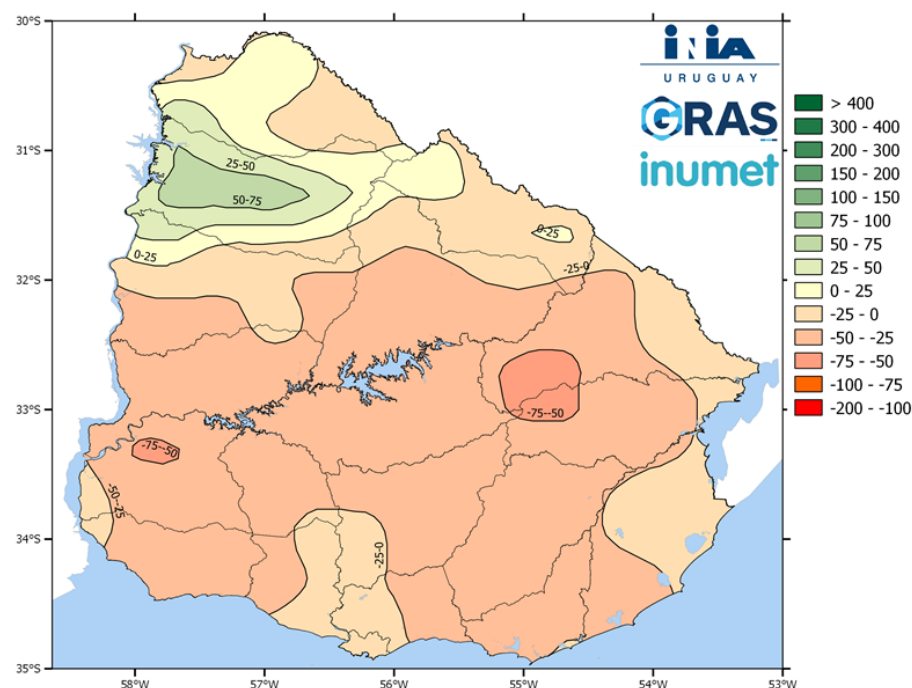 30°S
31°S
32°S
33°S
34°S
35°S
58°W
57°W
56°W
55°W
54°W
53°W
25-50
50-75
0-25
0-25
-25-0
-75--50
-75--50
-50--25
-25-0
INIA
URUGUAY
GRAS
inumet
> 400
300 - 400
200 - 300
150 - 200
100 - 150
75 - 100
50 - 75
25 - 50
0 - 25
-25 - 0
-50 - -25
-75 - -50
-100 - -75
-200 - -100